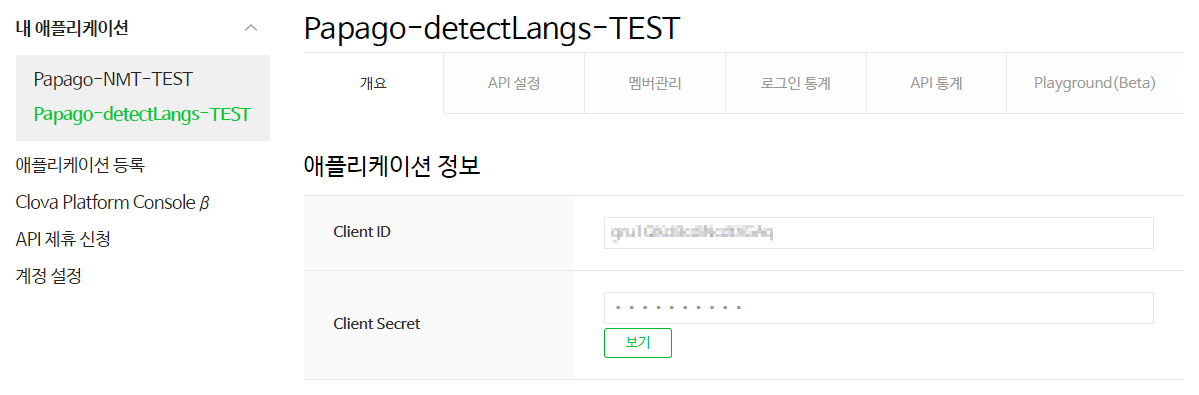 내 애플리케이션
Papago-NMT-TEST
Papago-detectLangs-TEST
애플리케이션 등록
Clova Platform Console β
API 제휴 신청
계정 설정
Papago-detectLangs-TEST
개요
API 설정
멤버관리
로그인 통계
API 통계
Playground(Beta)
애플리케이션 정보
Client ID
Client Secret
보기